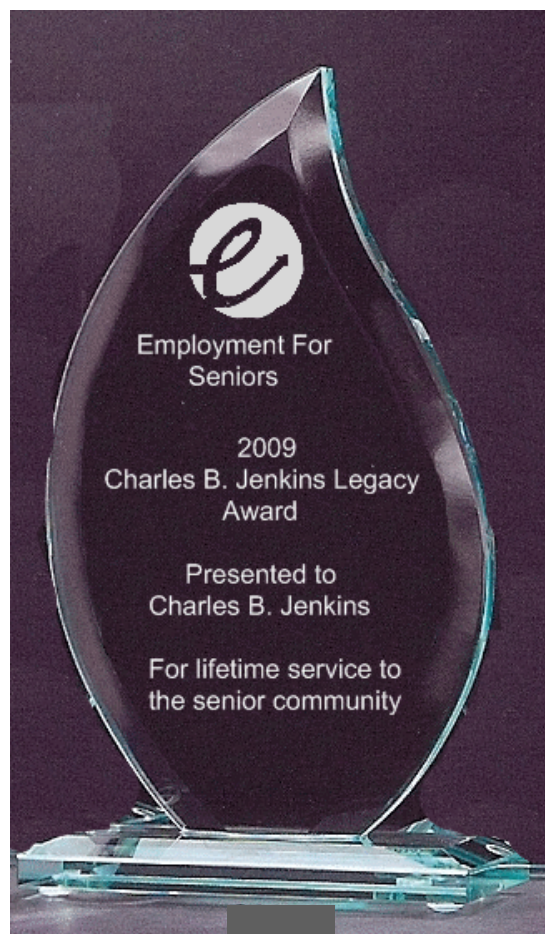 Employment For
Seniors
2009
Charles B. Jenkins Legacy
Award
Presented to
Charles B. Jenkins
For lifetime service to
the senior community